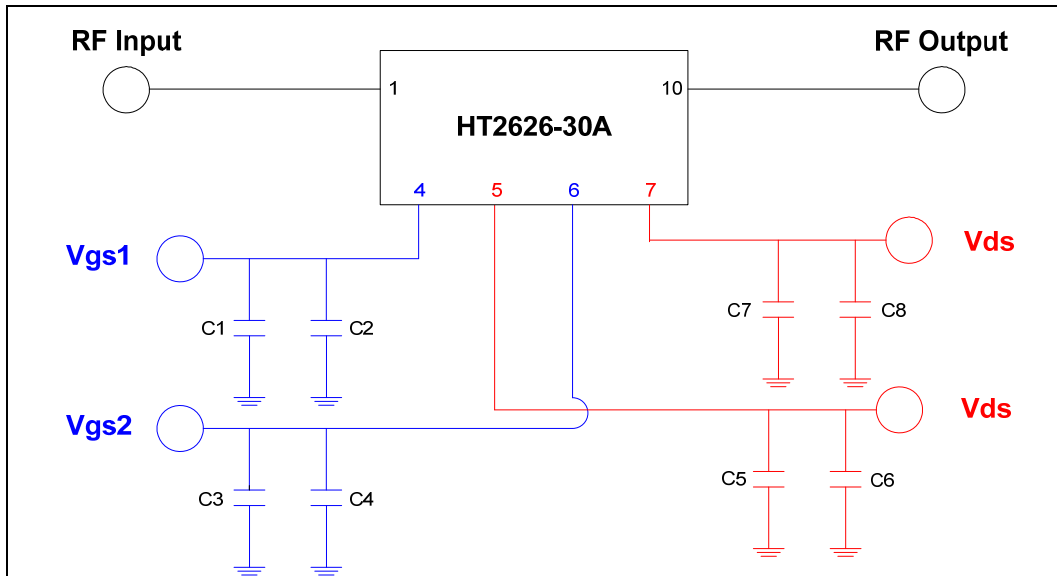 RF Input
RF Output
1
10
HT2626-30A
4
5
6
7
Vgs1
Vds
C1
C2
C7
C8
Vgs2
Vds
C3
C4
C5
C6